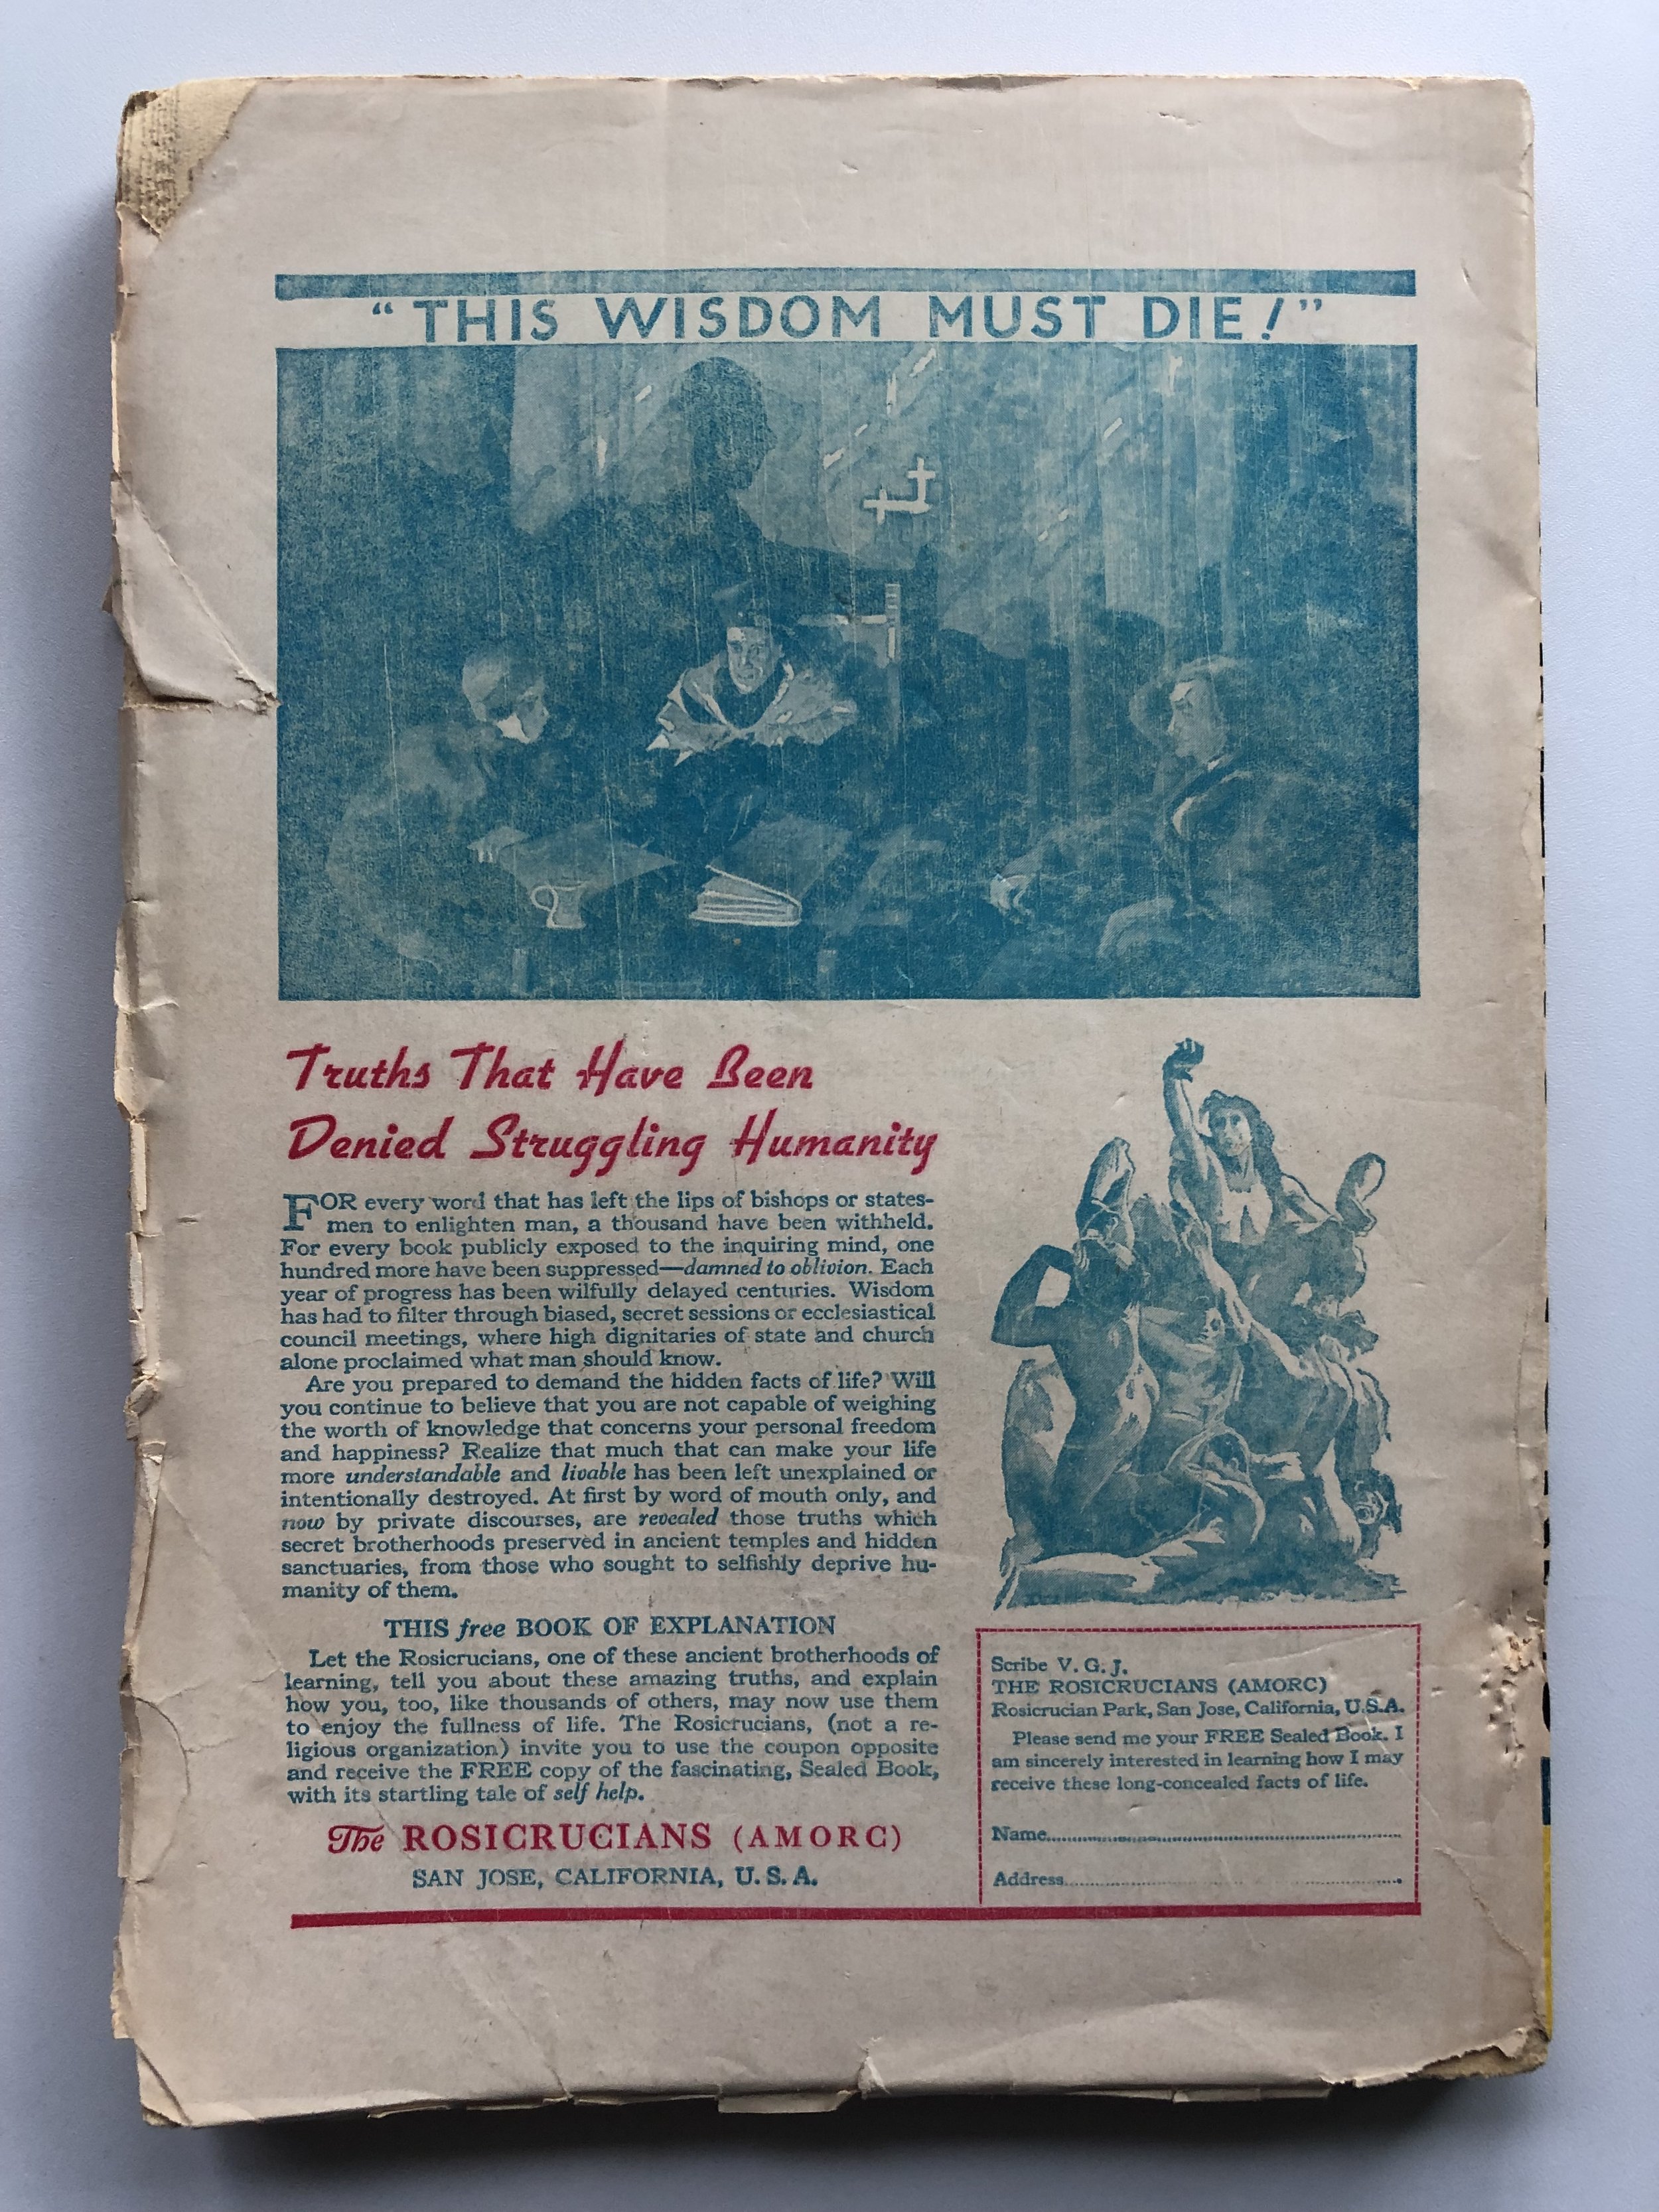 “THIS WISDOM MUST DIE!”
Truths That Have Been
Denied Struggling Humanity
FOR every word that has left the lips of bishops or states-
men to enlighten man, a thousand have been withheld.
For every book publicly exposed to the inquiring mind, one
hundred more have been suppressed—damned to oblivion. Each
year of progress has been wilfully delayed centuries. Wisdom
has had to filter through biased, secret sessions or ecclesiastical
council meetings, where high dignitaries of state and church
alone proclaimed what man should know.
Are you prepared to demand the hidden facts of life? Will
you continue to believe that you are not capable of weighing
the worth of knowledge that concerns your personal freedom
and happiness? Realize that much that can make your life
more understandable and livable has been left unexplained or
intentionally destroyed. At first by word of mouth only, and
now by private discourses, are revealed those truths which
secret brotherhoods preserved in ancient temples and hidden
sanctuaries, from those who sought to selfishly deprive hu-
manity of them.
THIS free BOOK OF EXPLANATION
Let the Rosicrucians, one of these ancient brotherhoods of
learning, tell you about these amazing truths, and explain
how you, too, like thousands of others, may now use them
to enjoy the fullness of life. The Rosicrucians, (not a re-
ligious organization) invite you to use the coupon opposite
and receive the FREE copy of the fascinating, Sealed Book,
with its startling tale of self help.
The ROSICRUCIANS (AMORC)
SAN JOSE, CALIFORNIA, U. S. A.
Scribe V. G. J.
THE ROSICRUCIANS (AMORC)
Rosicrucian Park, San Jose, California, U.S.A.
Please send me your FREE Sealed Book. I
am sincerely interested in learning how I may
receive these long-concealed facts of life.
Name
Address